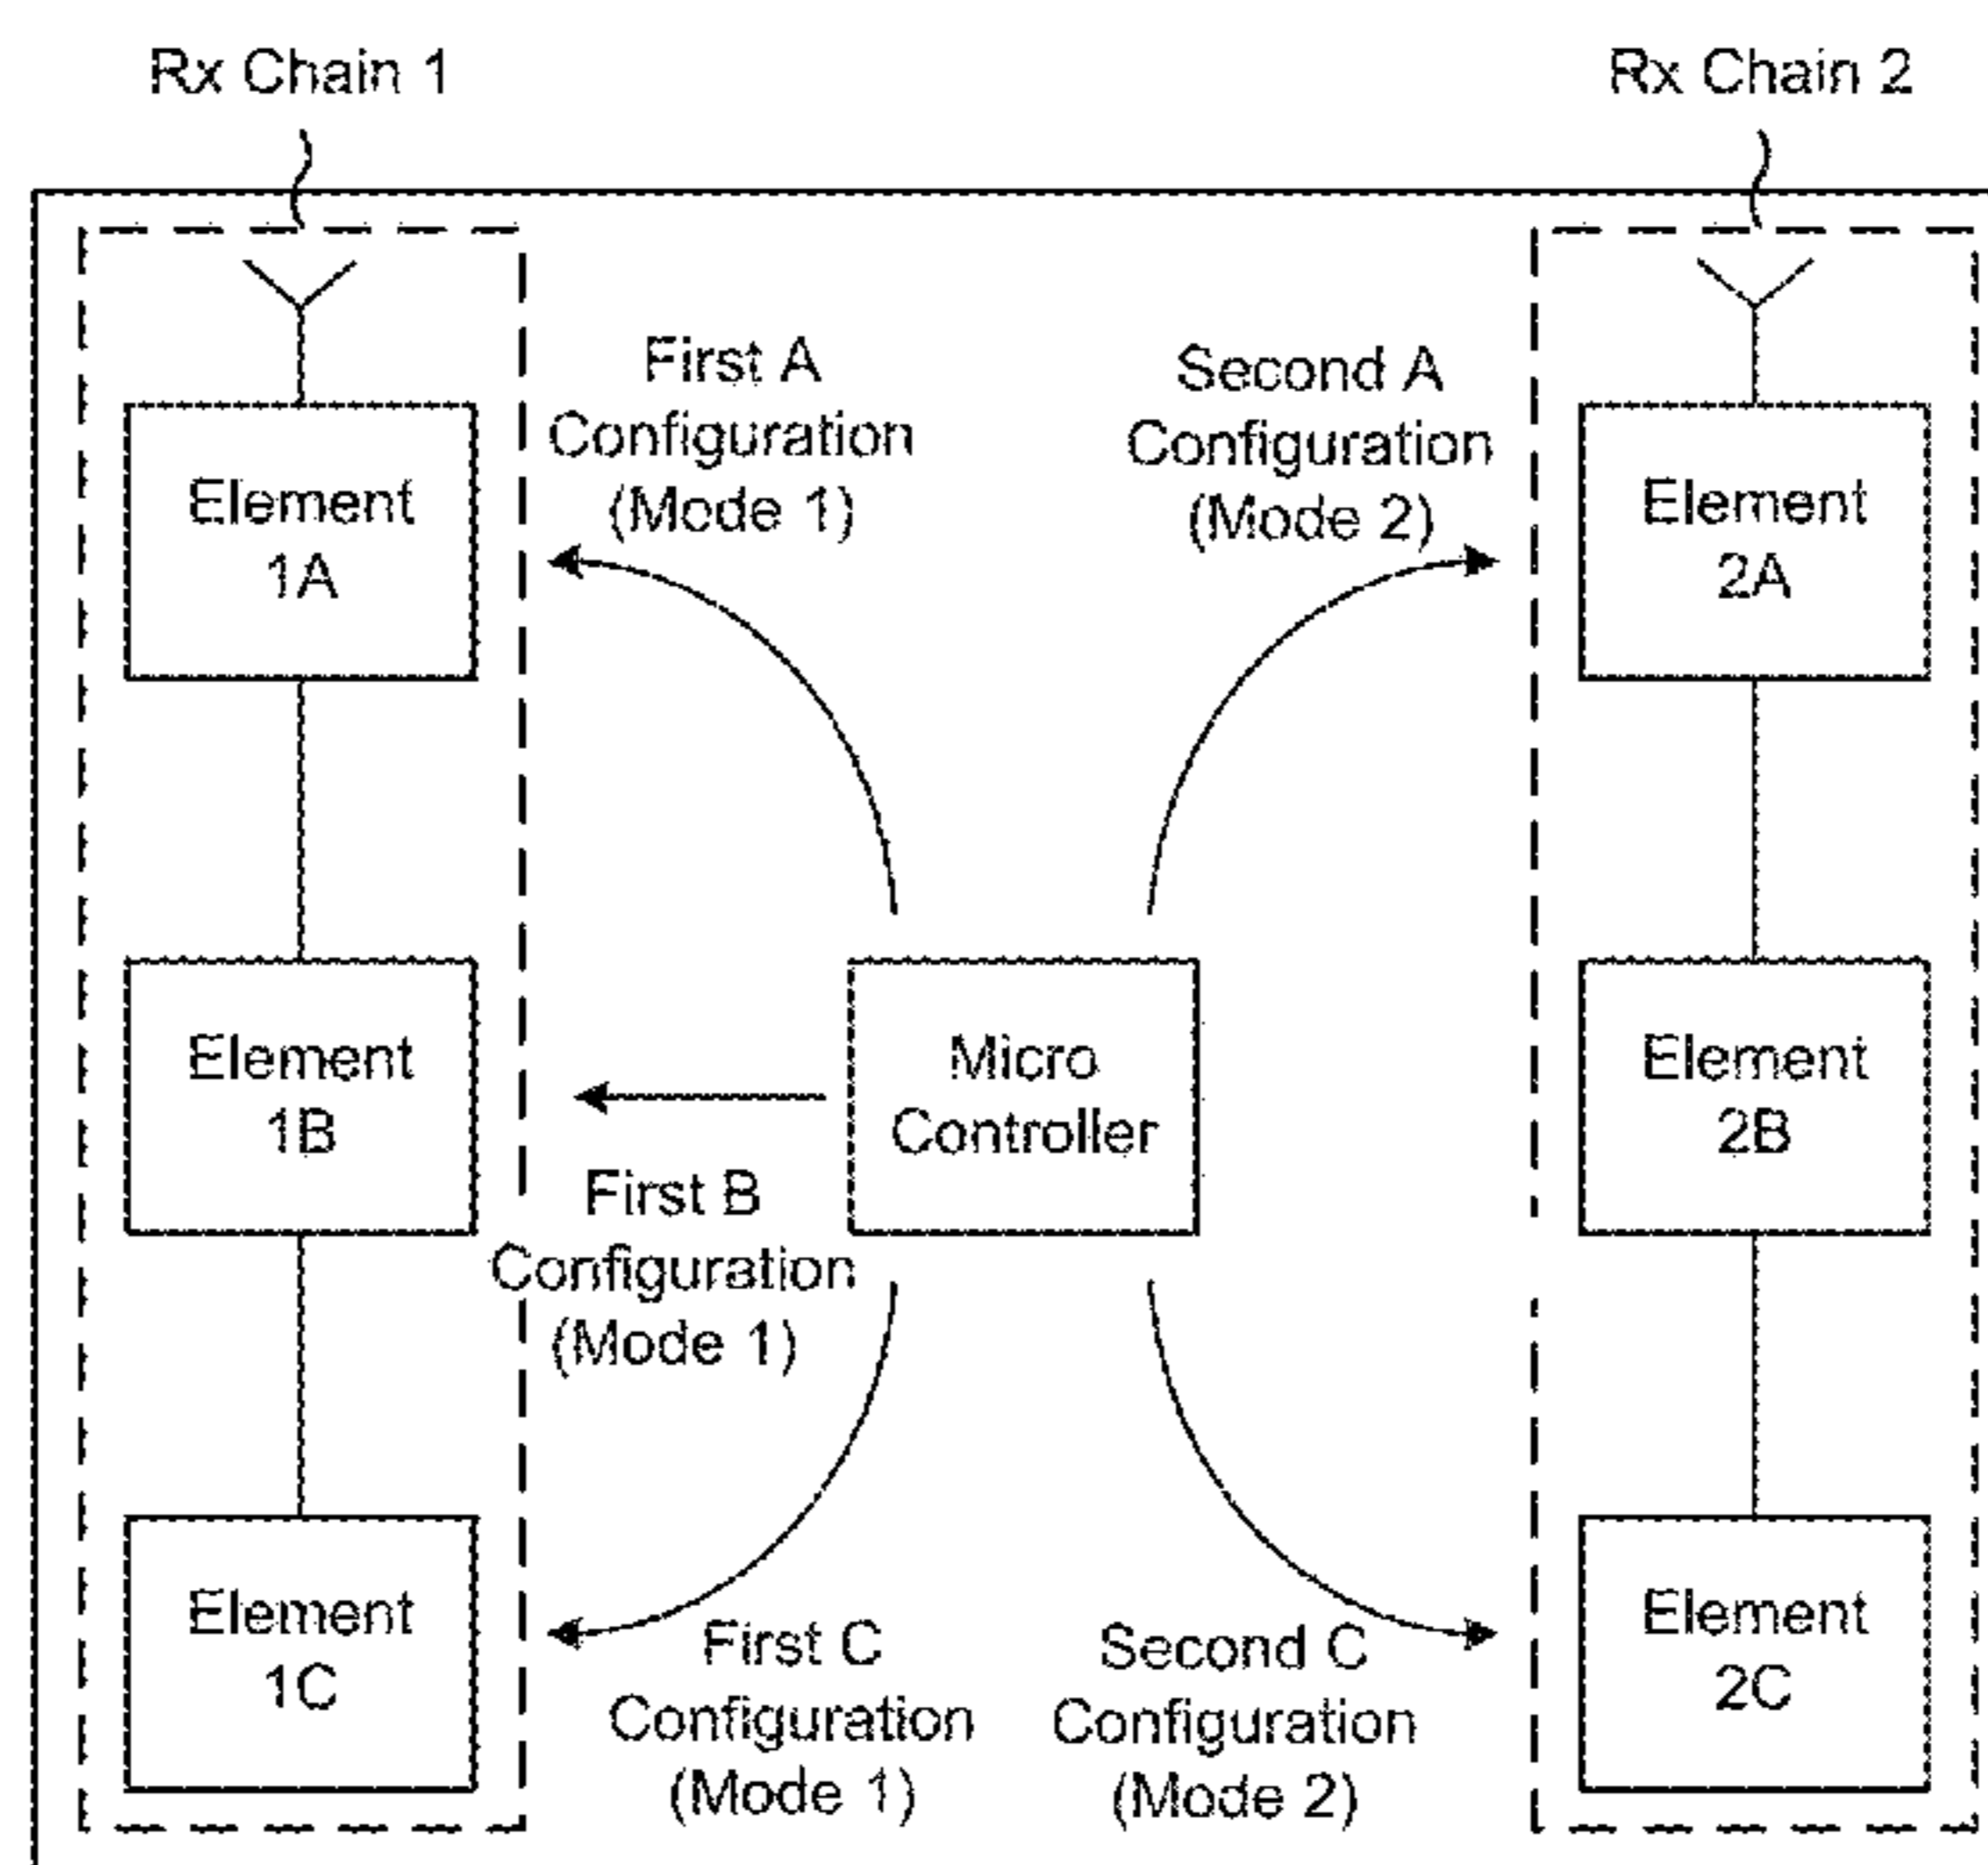 Rx Chain 1
Rx Chain 2
First A
Configuration
(Mode 1)
Second A
Configuration
(Mode 2)
Element
1A
Element
2A
Element
1B
Micro
Controller
Element
2B
First B
Configuration
(Mode 1)
Element
1C
First C
Configuration
(Mode 1)
Second C
Configuration
(Mode 2)
Element
2C